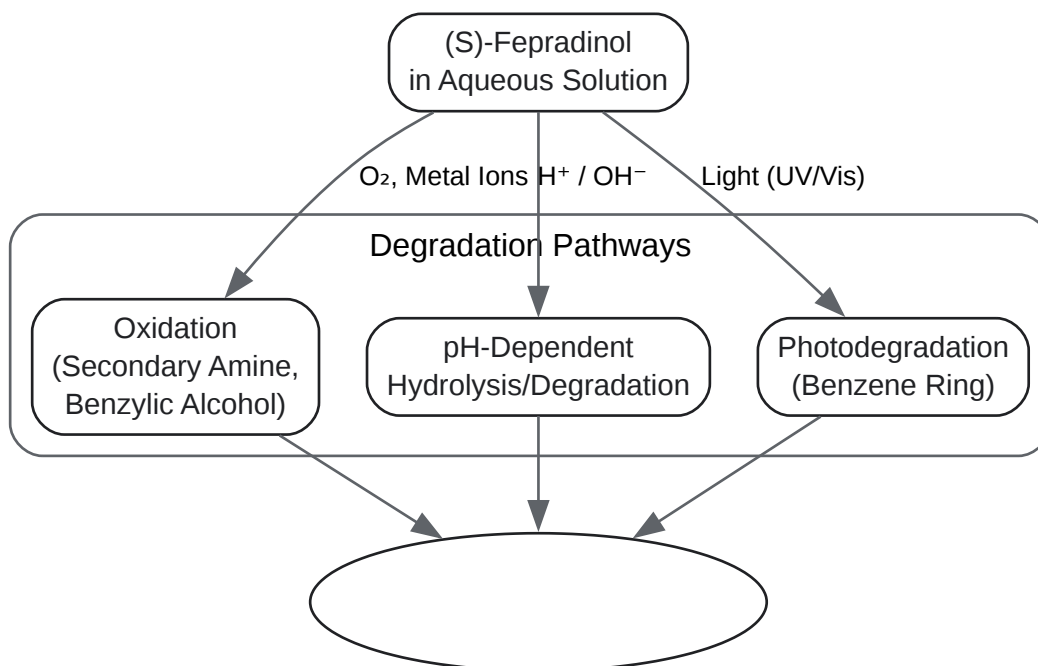 (S)-Fepradinol
in Aqueous Solution
O₂, Metal Ions
H⁺ / OH⁻
Light (UV/Vis)
Degradation Pathways
Oxidation
(Secondary Amine,
Benzylic Alcohol)
pH-Dependent
Hydrolysis/Degradation
Photodegradation
(Benzene Ring)